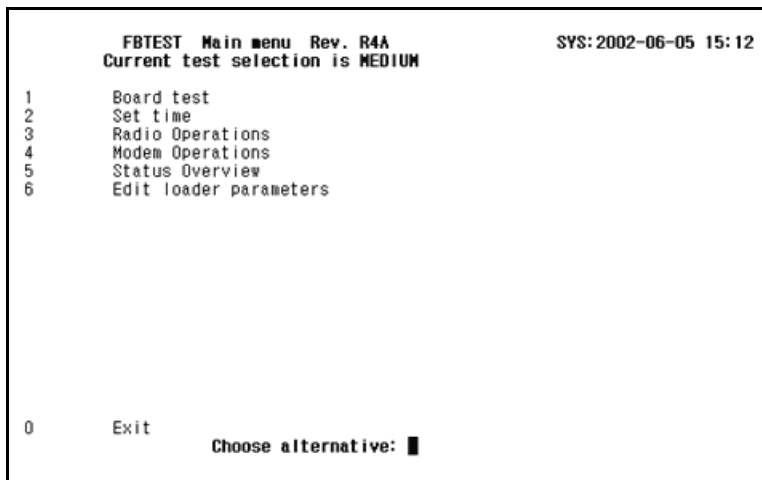 FBTEST Main menu Rev. R4A SYS:2002-06-05 15:12
Current test selection is MEDIUM
1 Board test
2 Set time
3 Radio Operations
4 Modem Operations
5 Status Overview
6 Edit loader parameters
0 Exit
Choose alternative: